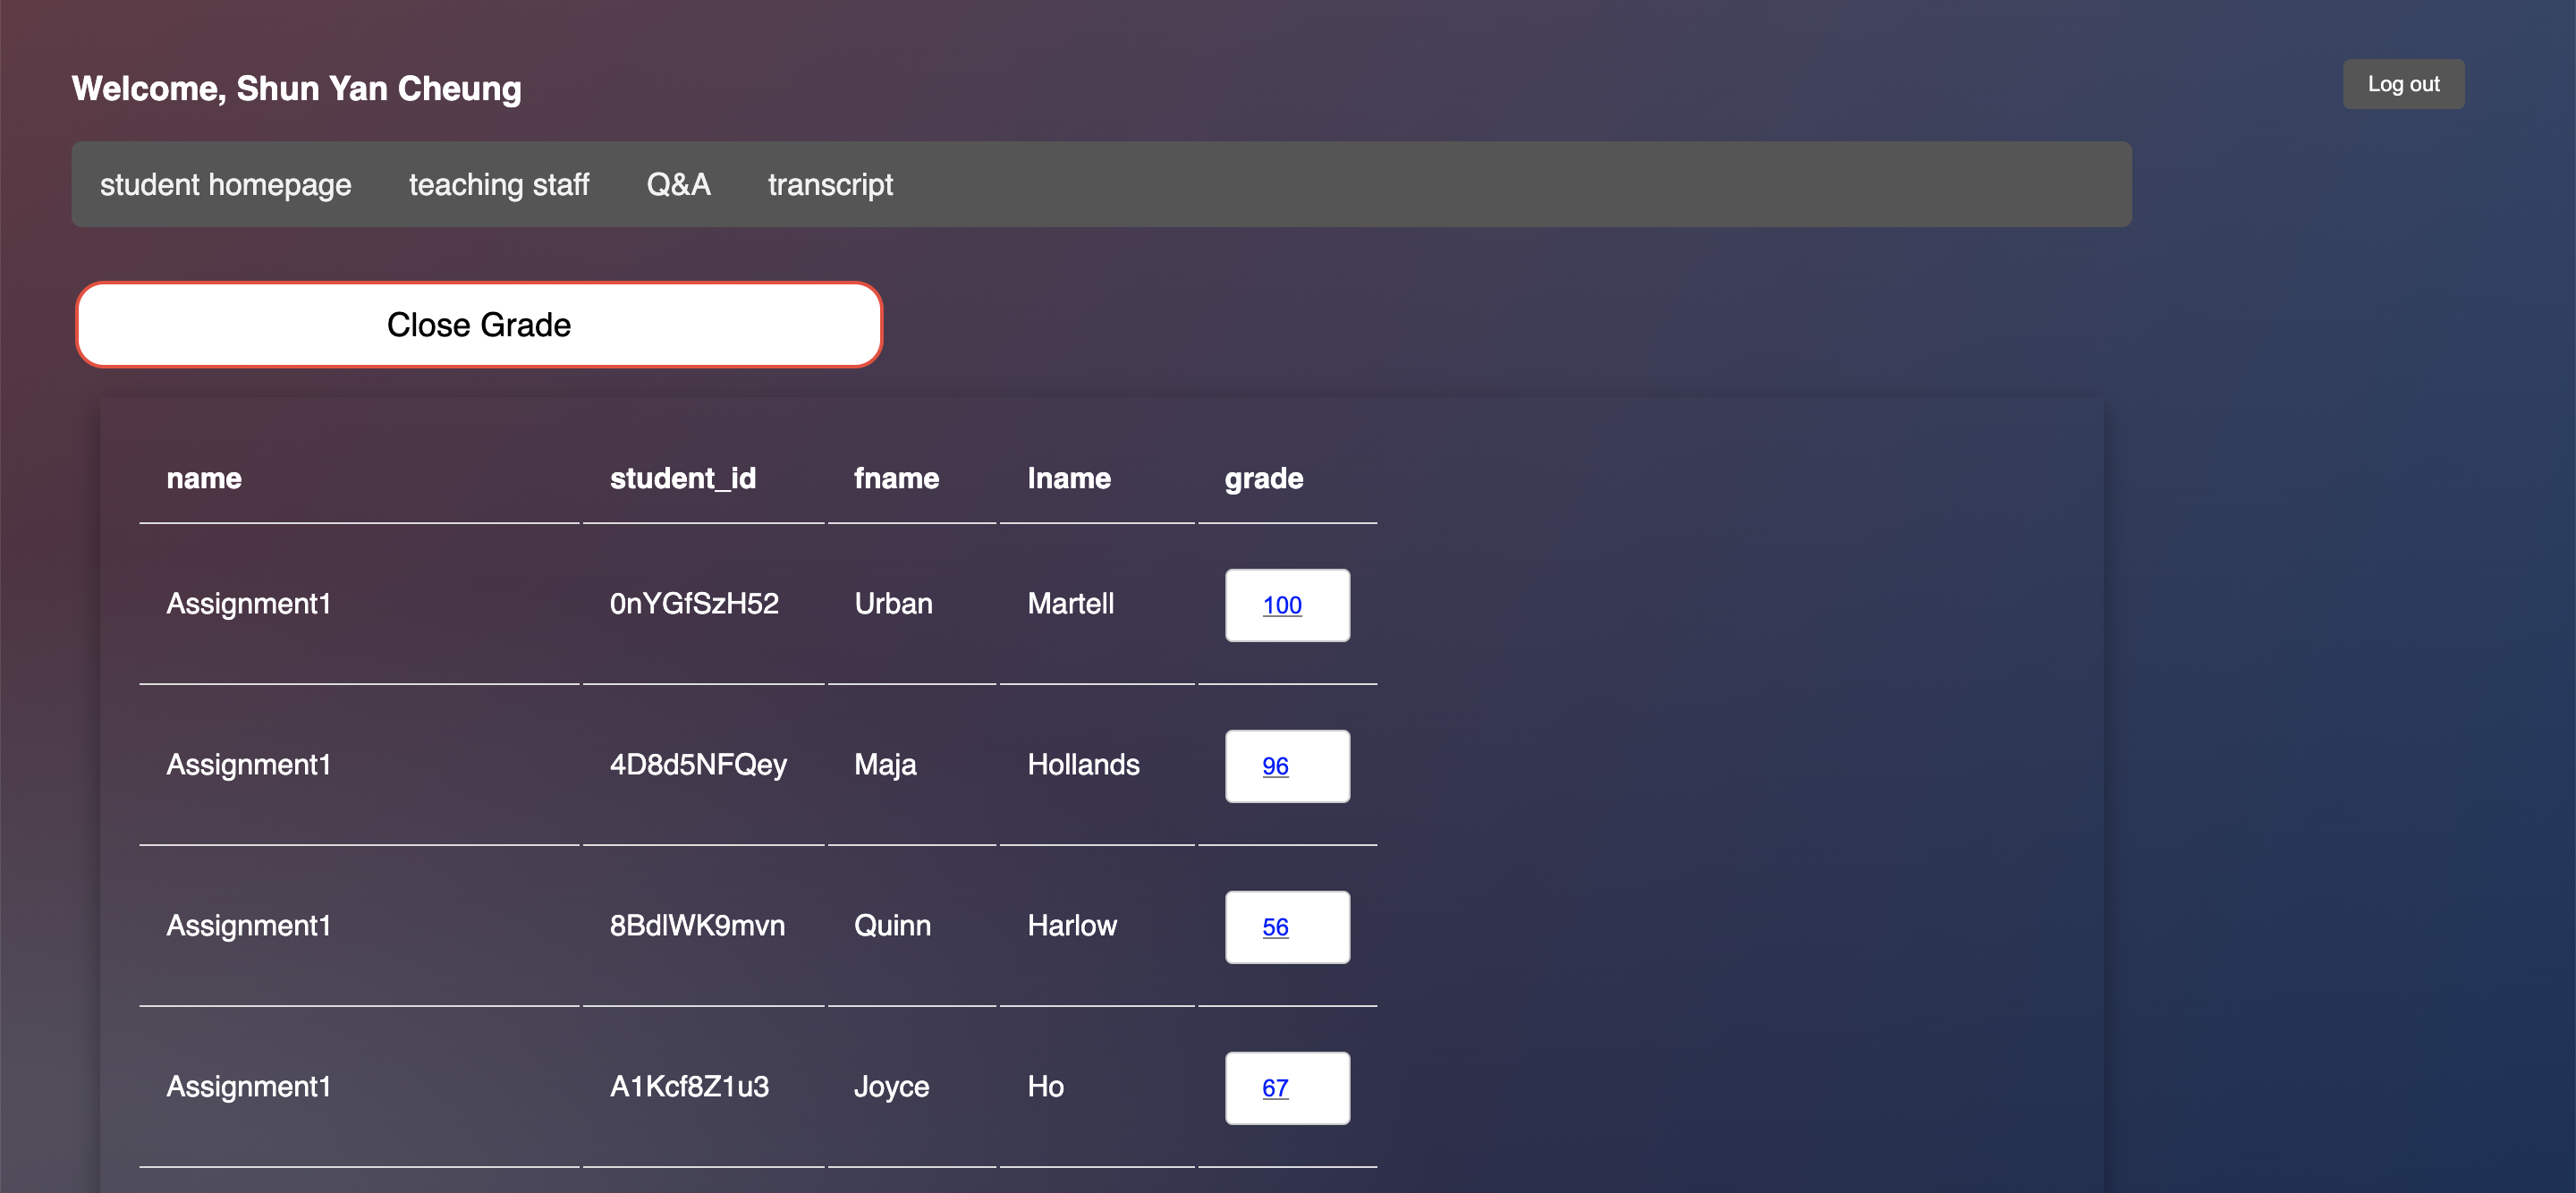 Welcome, Shun Yan Cheung
Log out
student homepage teaching staff Q&A transcript
Close Grade
name student_id fname lname grade
Assignment1 0nYGfSzH52 Urban Martell 100
Assignment1 4D8d5NFQey Maja Hollands 96
Assignment1 8BdlWK9mvn Quinn Harlow 56
Assignment1 A1Kcf8Z1u3 Joyce Ho 67